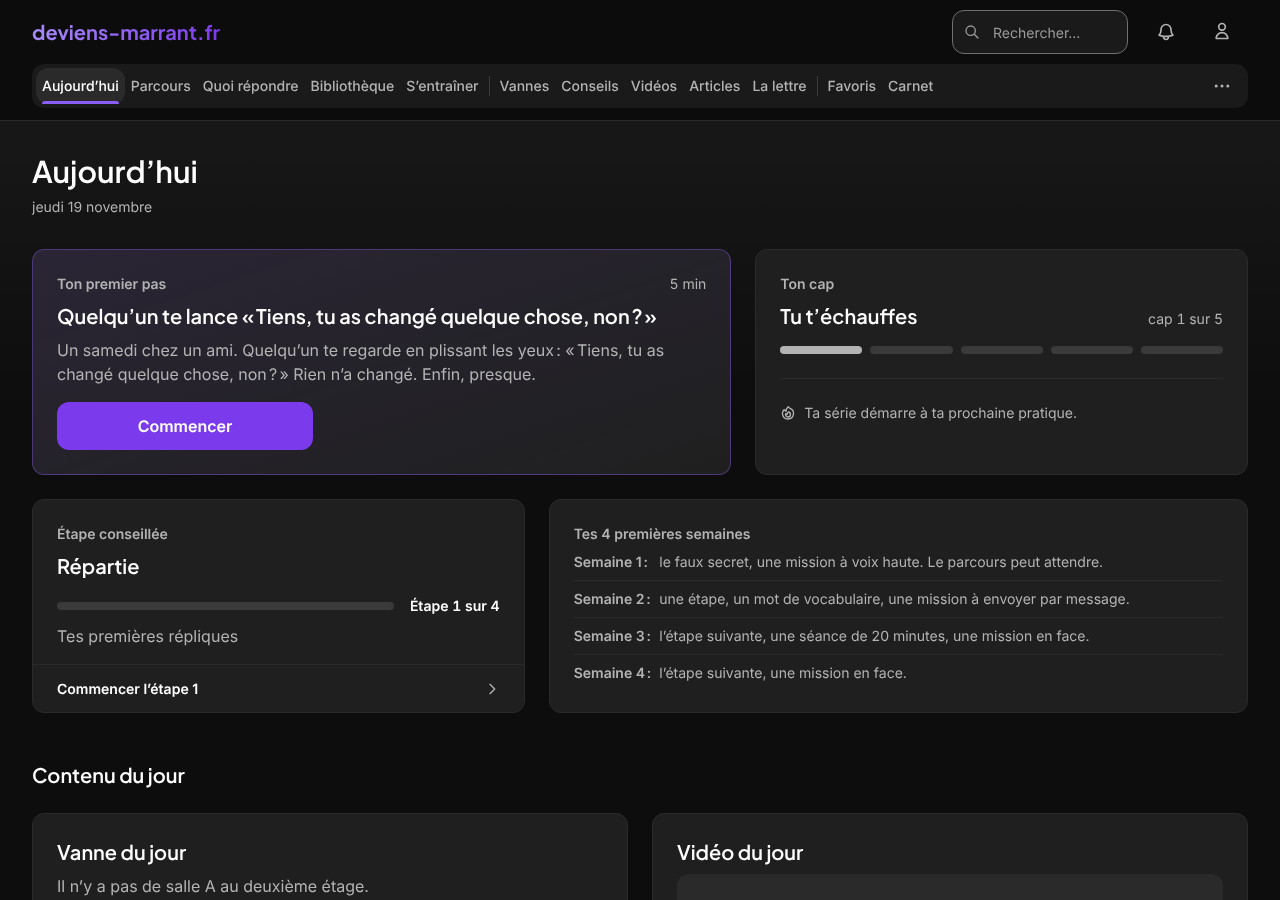 deviens-marrant.fr
Rechercher...
Aujourd’hui
Parcours
Quoi répondre
Bibliothèque
S’entraîner
Vannes
Conseils
Vidéos
Articles
La lettre
Favoris
Carnet
Aujourd’hui
jeudi 19 novembre
Ton premier pas
5 min
Quelqu’un te lance « Tiens, tu as changé quelque chose, non ? »
Un samedi chez un ami. Quelqu’un te regarde en plissant les yeux : « Tiens, tu as
changé quelque chose, non ? » Rien n’a changé. Enfin, presque.
Commencer
Ton cap
Tu t’échauffes
cap 1 sur 5
Ta série démarre à ta prochaine pratique.
Étape conseillée
Répartie
Étape 1 sur 4
Tes premières répliques
Commencer l’étape 1
Tes 4 premières semaines
Semaine 1 : le faux secret, une mission à voix haute. Le parcours peut attendre.
Semaine 2 : une étape, un mot de vocabulaire, une mission à envoyer par message.
Semaine 3 : l’étape suivante, une séance de 20 minutes, une mission en face.
Semaine 4 : l’étape suivante, une mission en face.
Contenu du jour
Vanne du jour
Il n’y a pas de salle A au deuxième étage.
Vidéo du jour